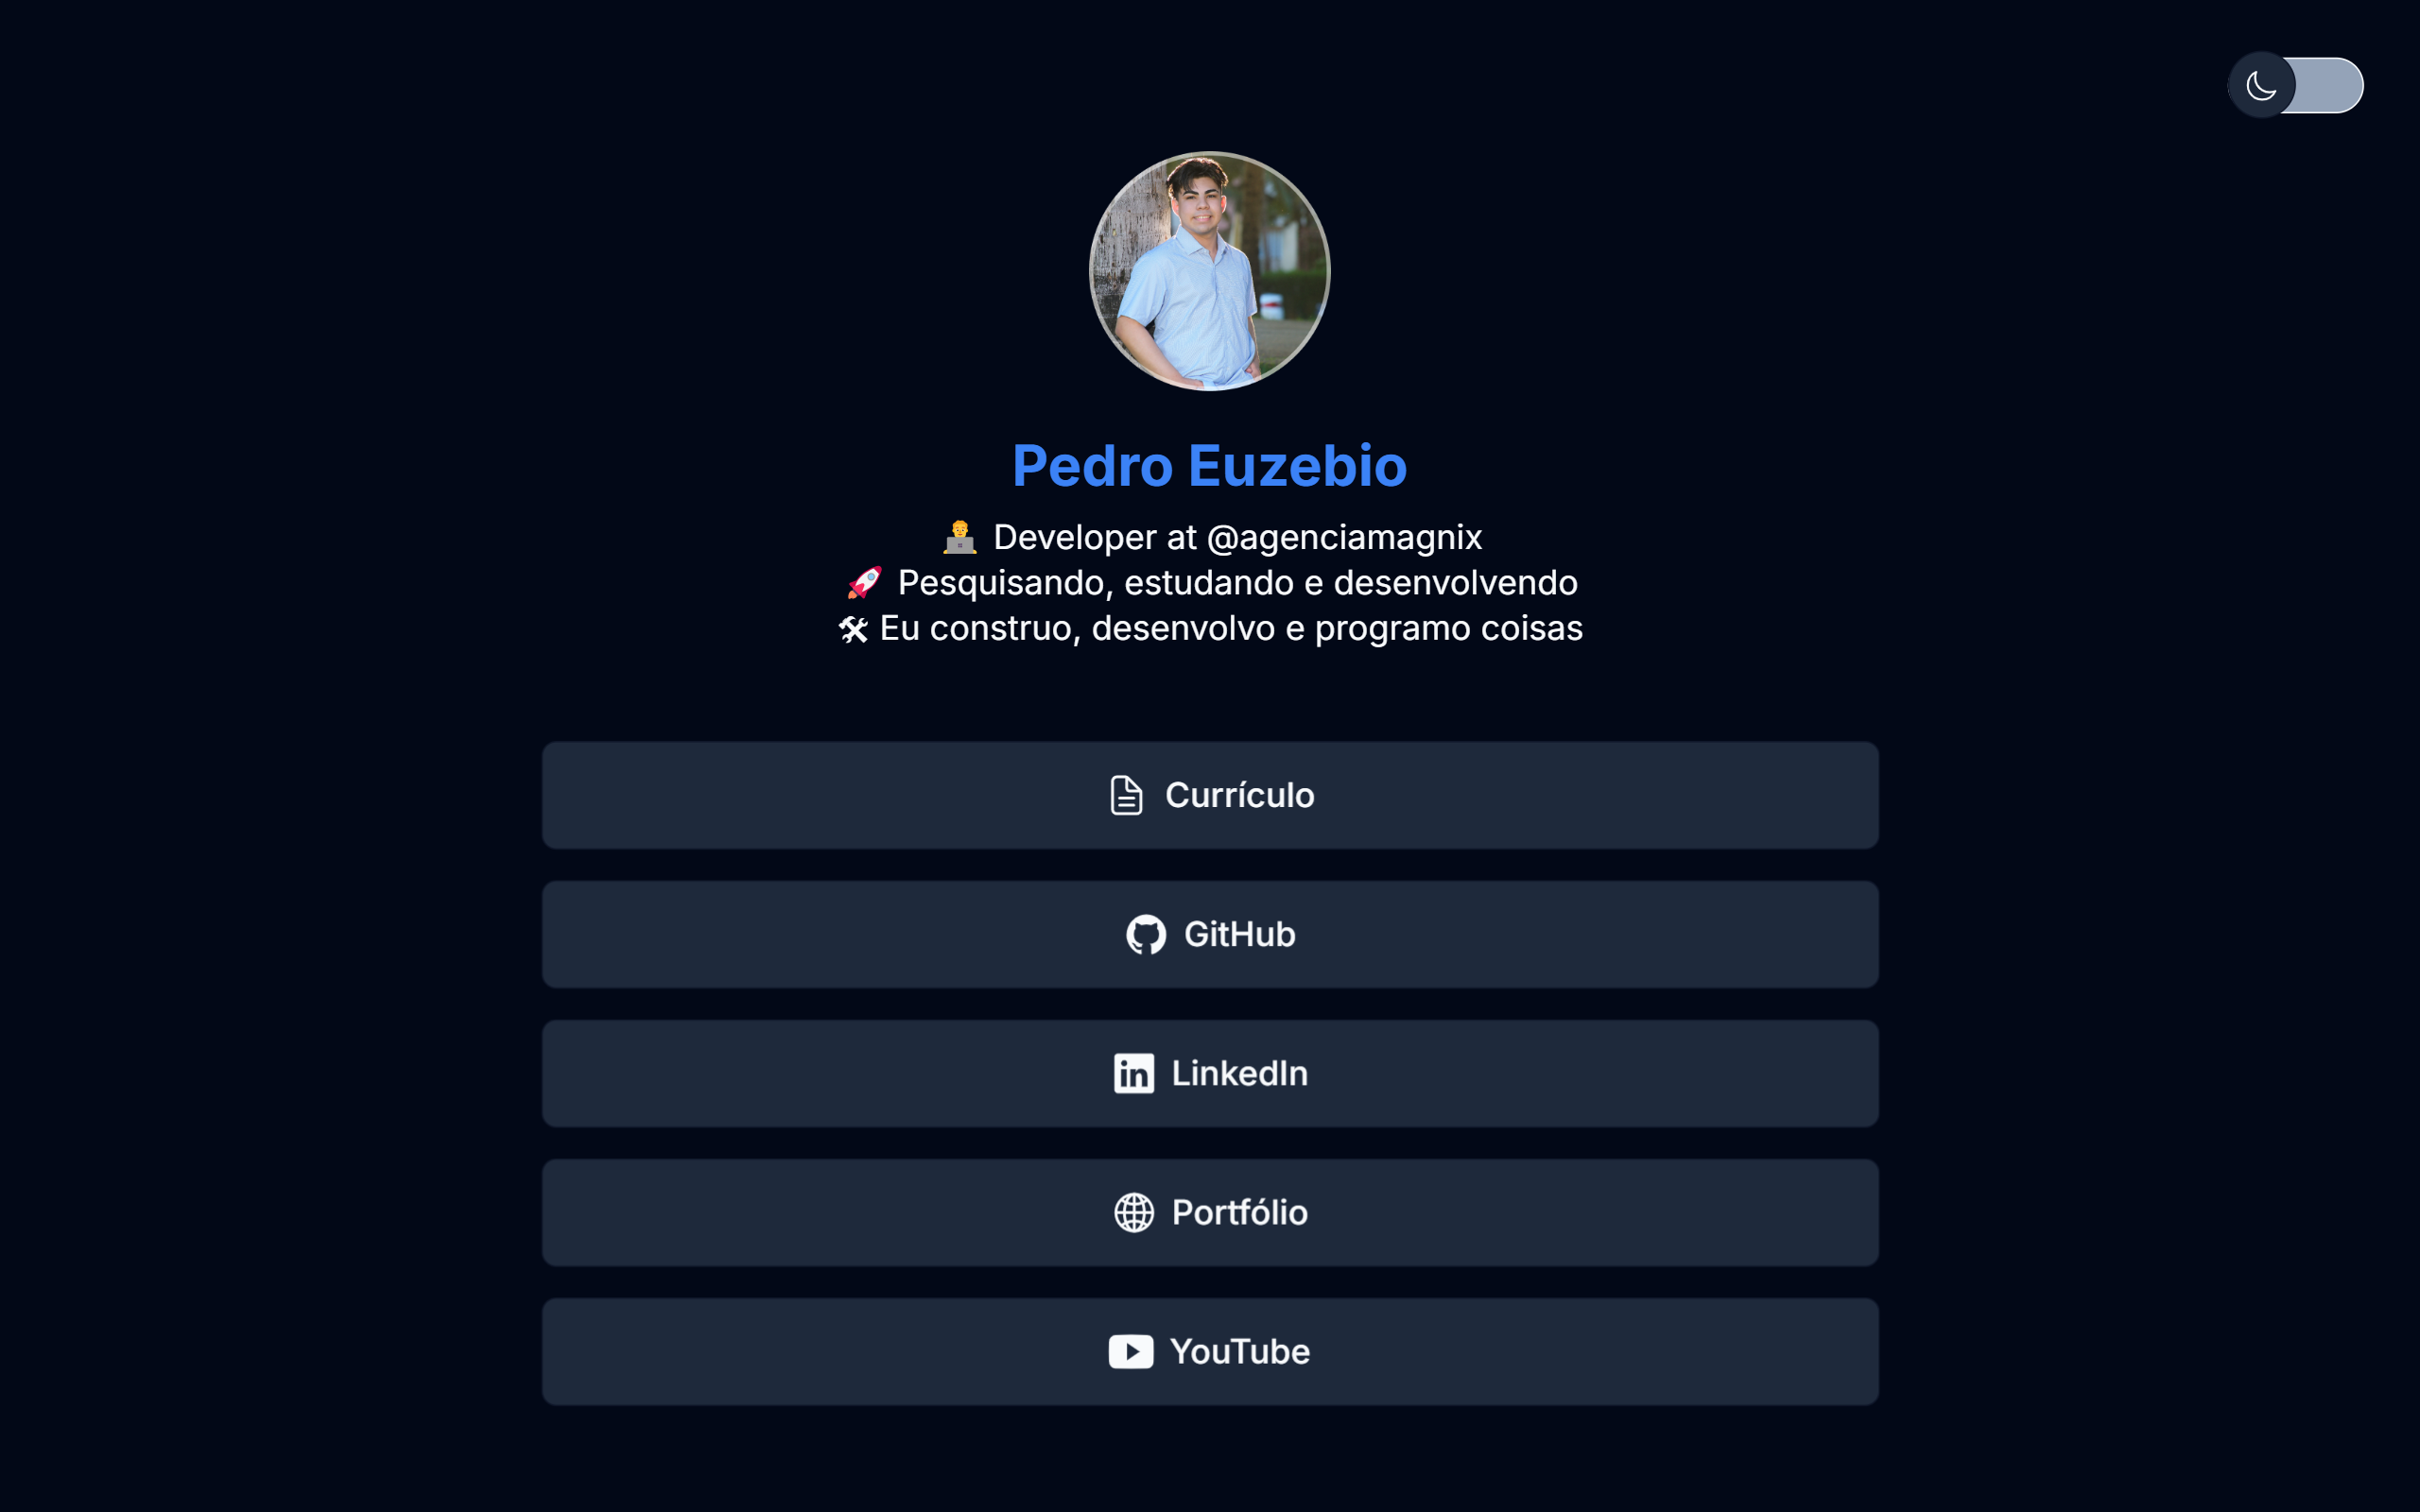 Pedro Euzebio
👨‍💻 Developer at @agenciamagnix
🚀 Pesquisando, estudando e desenvolvendo
🛠 Eu construo, desenvolvo e programo coisas
Currículo
GitHub
LinkedIn
Portfólio
YouTube